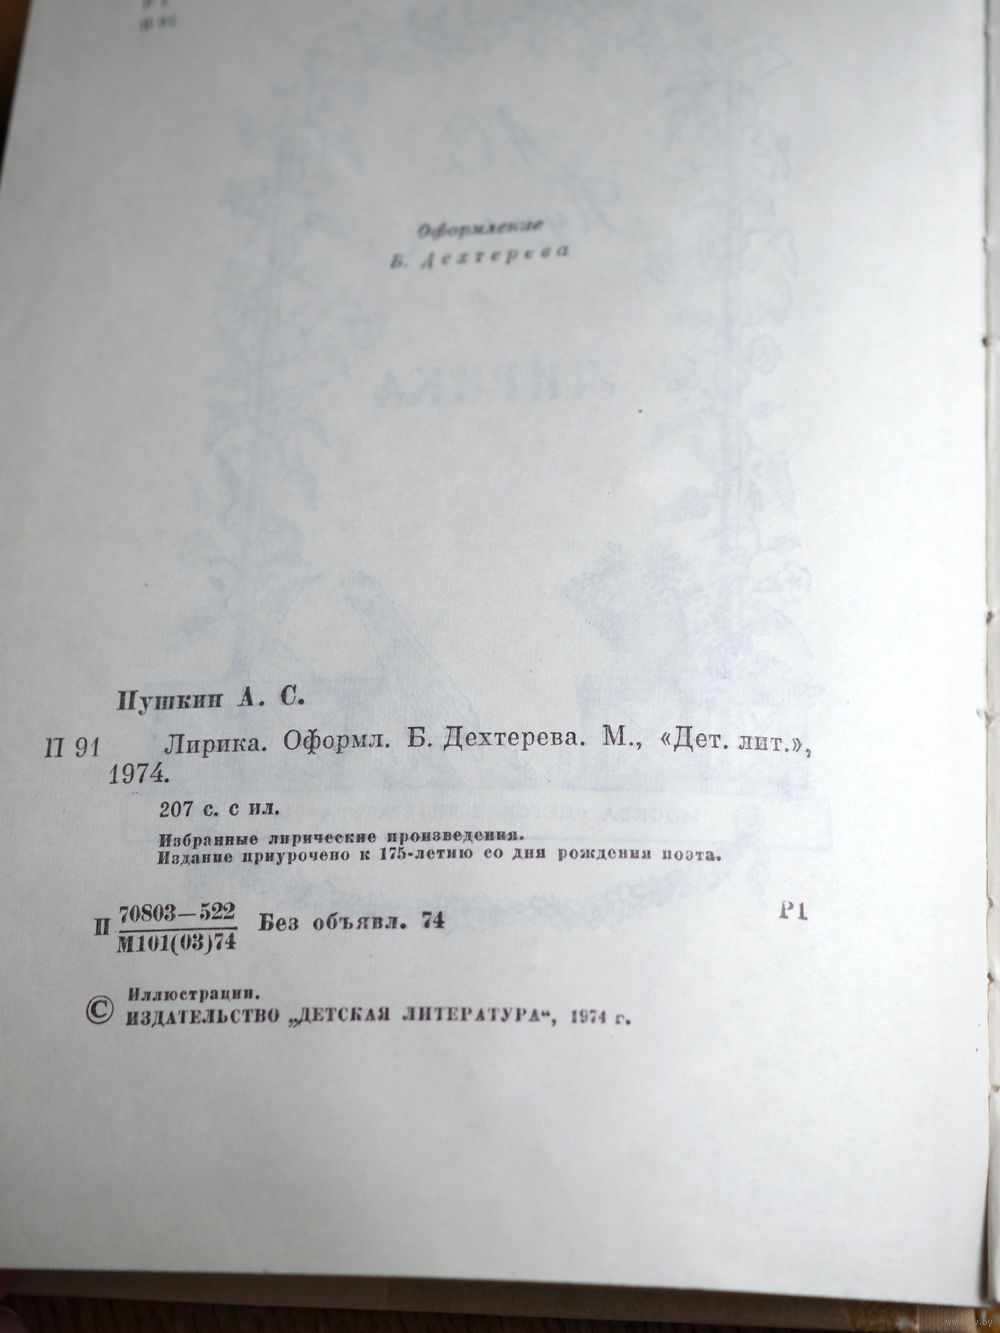 Оформление
Б. Дехтерева
Пушкин А. С.
П 91 Лирика. Оформл. Б. Дехтерева. М., «Дет. лит.»,
1974.
207 с. с ил.
Избранные лирические произведения.
Издание приурочено к 175-летию со дня рождения поэта.
П 70803—522
М101(03)74 Без объявл. 74 Р1
Иллюстрации.
© ИЗДАТЕЛЬСТВО „ДЕТСКАЯ ЛИТЕРАТУРА“, 1974 г.